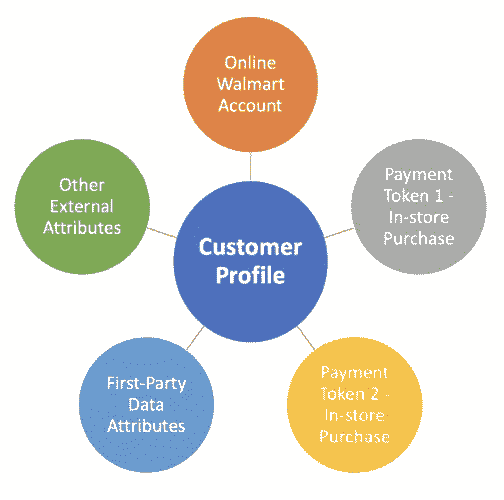 Online
Walmart
Account
Payment
Token 1 -
In-store
Purchase
Payment
Token 2 -
In-store
Purchase
First-Party
Data
Attributes
Other
External
Attributes
Customer
Profile